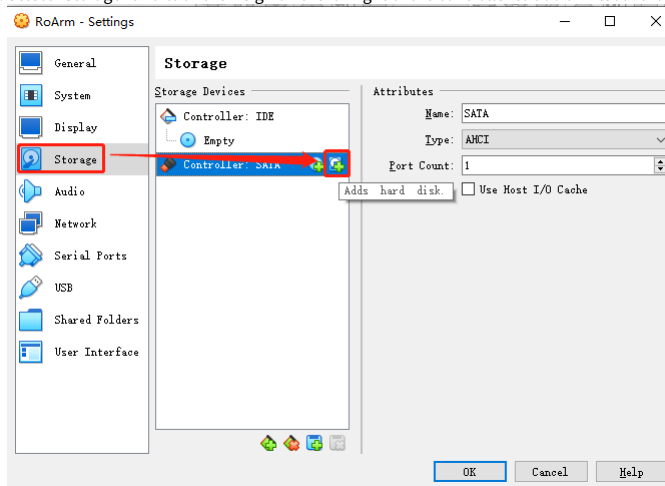 RoArm - Settings
General
System
Display
Storage
Audio
Network
Serial Ports
USB
Shared Folders
User Interface
Storage
Storage Devices
Controller: IDE
Empty
Controller: SATA
Attributes
Name: SATA
Type: AHCI
Port Count: 1
Use Host I/O Cache
Adds hard disk.
OK
Cancel
Help